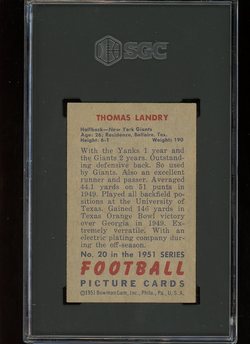 SGC
THOMAS LANDRY
Halfback—New York Giants
Age: 26; Residence, Bellaire, Tex.
Height: 6-1 Weight: 190
With the Yanks 1 year and
the Giants 2 years. Outstand-
ing defensive back. So used
by Giants. Also an excellent
runner and passer. Averaged
44.1 yards on 51 punts in
1949. Played all backfield po-
sitions at the University of
Texas. Gained 146 yards in
Texas Orange Bowl victory
over Georgia in 1949. Ex-
tremely versatile. With an
electric plating company dur-
ing the off-season.
No. 20 in the 1951 SERIES
FOOTBALL
PICTURE CARDS
©1951 Bowman Gum, Inc., Phila., Pa., U. S. A.